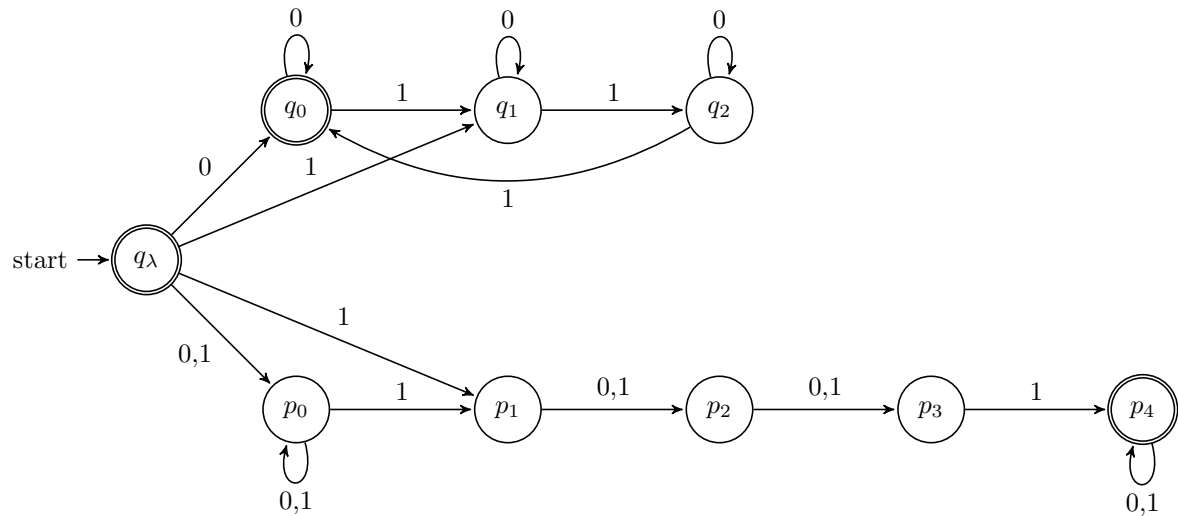 0 0 0
q₀ 1 q₁ 1 q₂
0 1
1
start q_λ
1
0,1
p₀ 1 p₁ 0,1 p₂ 0,1 p₃ 1 p₄
0,1 0,1